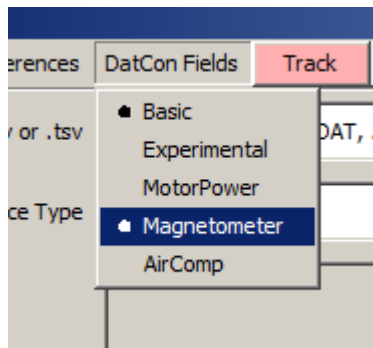 erences DatCon Fields Track
Basic
or .tsv DAT,
Experimental
MotorPower
ce Type
Magnetometer
AirComp